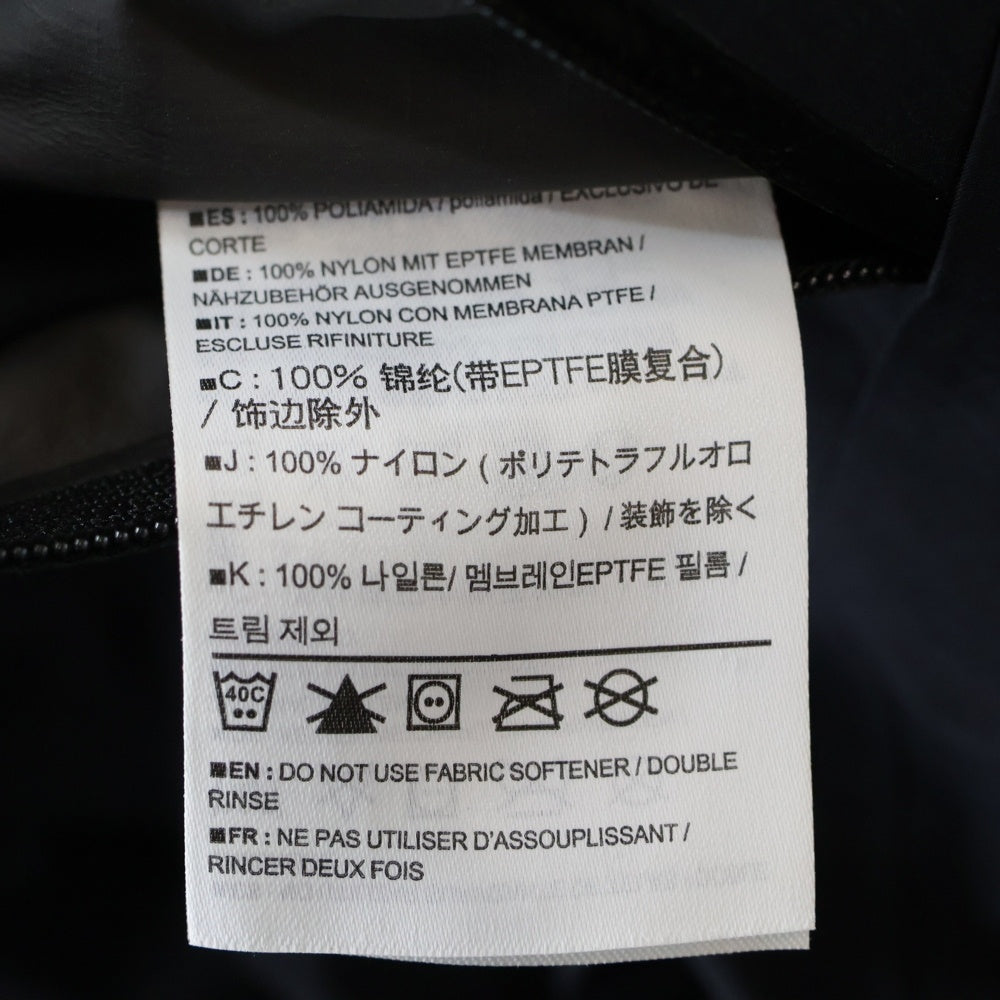 ■ES : 100% POLIAMIDA / poliamida / EXCLUSIVO DE
CORTE
■DE : 100% NYLON MIT EPTFE MEMBRAN /
NÄHZUBEHÖR AUSGENOMMEN
■IT : 100% NYLON CON MEMBRANA PTFE /
ESCLUSE RIFINITURE
■C : 100% 锦纶(带EPTFE膜复合)
/ 饰边除外
■J : 100% ナイロン ( ポリテトラフルオロ
エチレン コーティング加工 ) / 装飾を除く
■K : 100% 나일론/ 멤브레인EPTFE 필름 /
트림 제외
40C
■EN : DO NOT USE FABRIC SOFTENER / DOUBLE
RINSE
■FR : NE PAS UTILISER D'ASSOUPLISSANT /
RINCER DEUX FOIS